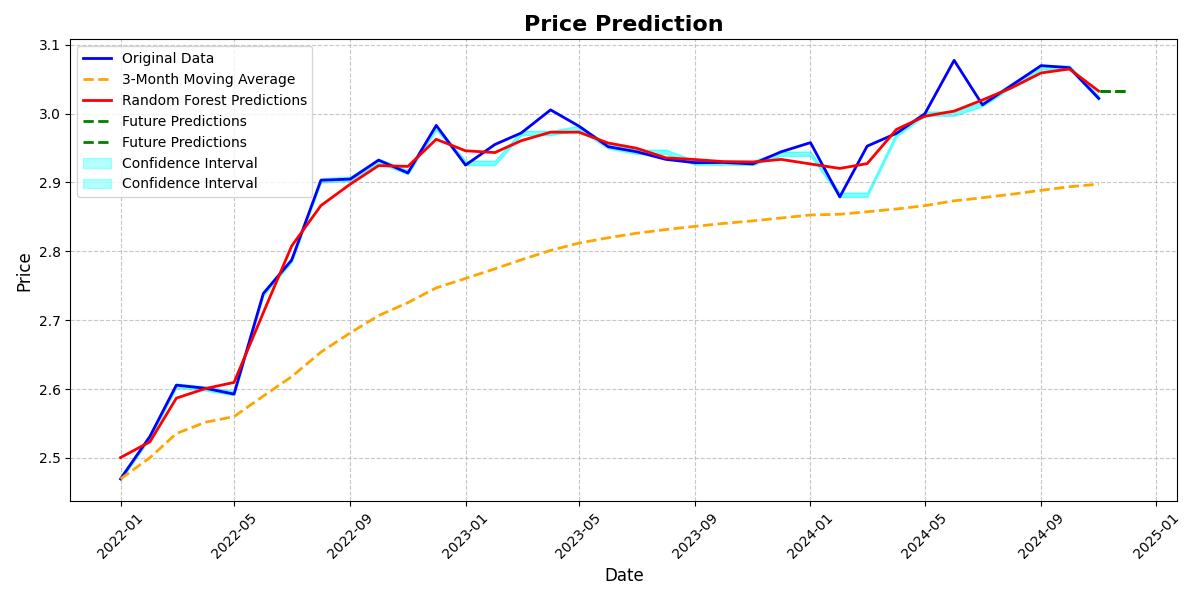 Price Prediction
Original Data
3-Month Moving Average
Random Forest Predictions
Future Predictions
Future Predictions
Confidence Interval
Confidence Interval
3.1
3.0
2.9
2.8
2.7
2.6
2.5
Price
2022-01
2022-05
2022-09
2023-01
2023-05
2023-09
2024-01
2024-05
2024-09
2025-01
Date